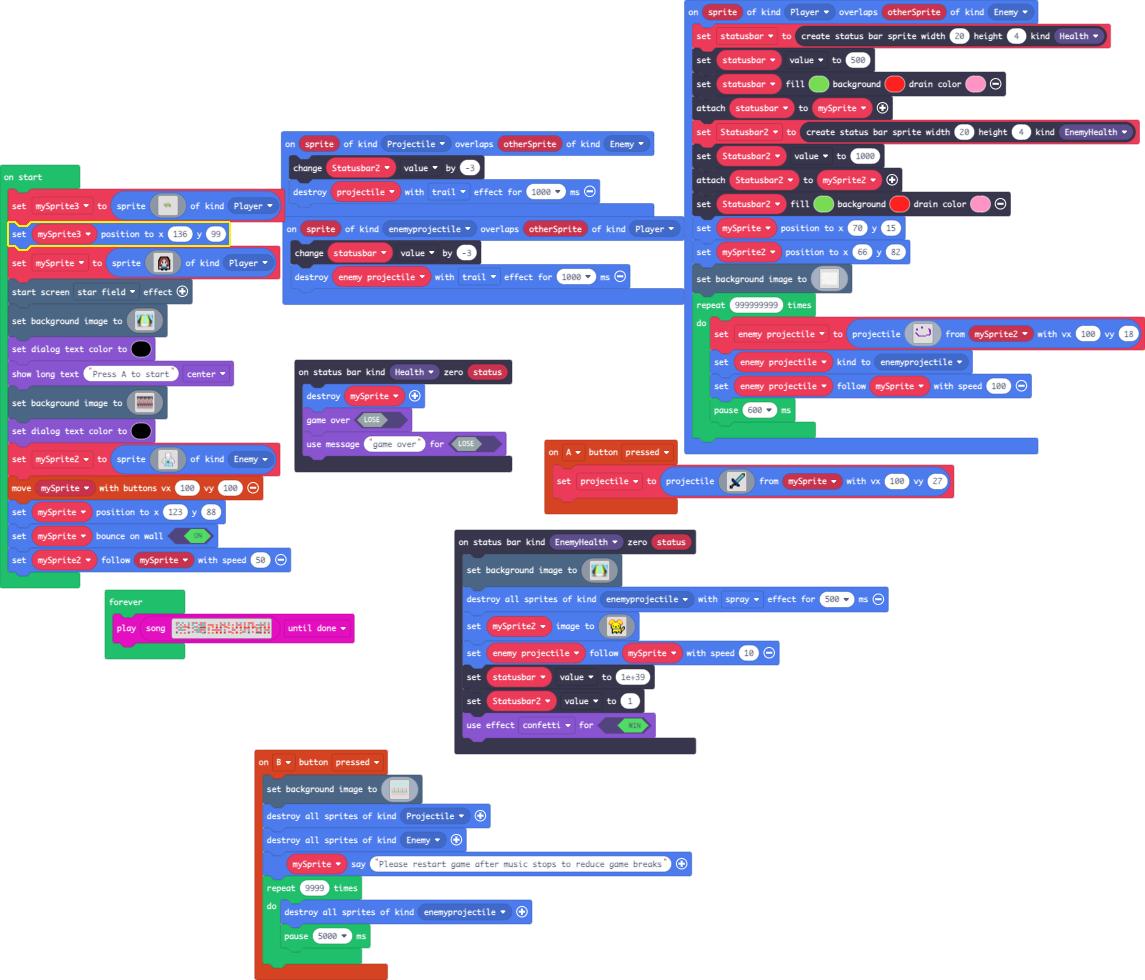 on start
set mySprite3 to sprite of kind Player
set mySprite3 position to x 136 y 99
set mySprite to sprite of kind Player
start screen star field effect
set background image to
set dialog text color to
show long text "Press A to start" center
set background image to
set dialog text color to
set mySprite2 to sprite of kind Enemy
move mySprite with buttons vx 100 vy 100
set mySprite position to x 123 y 88
set mySprite bounce on wall ON
set mySprite2 follow mySprite with speed 50
forever
play song until done
on sprite of kind Projectile overlaps otherSprite of kind Enemy
change Statusbar2 value by -3
destroy projectile with trail effect for 1000 ms
on sprite of kind enemyprojectile overlaps otherSprite of kind Player
change statusbar value by -3
destroy enemy projectile with trail effect for 1000 ms
on status bar kind Health zero status
destroy mySprite
game over LOSE
use message "game over" for LOSE
on sprite of kind Player overlaps otherSprite of kind Enemy
set statusbar to create status bar sprite width 20 height 4 kind Health
set statusbar value to 500
set statusbar fill background drain color
attach statusbar to mySprite
set Statusbar2 to create status bar sprite width 20 height 4 kind EnemyHealth
set Statusbar2 value to 1000
attach Statusbar2 to mySprite2
set Statusbar2 fill background drain color
set mySprite position to x 70 y 15
set mySprite2 position to x 66 y 82
set background image to
repeat 999999999 times
do
set enemy projectile to projectile from mySprite2 with vx 100 vy 18
set enemy projectile kind to enemyprojectile
set enemy projectile follow mySprite with speed 100
pause 600 ms
on A button pressed
set projectile to projectile from mySprite with vx 100 vy 27
on status bar kind EnemyHealth zero status
set background image to
destroy all sprites of kind enemyprojectile with spray effect for 500 ms
set mySprite2 image to
set enemy projectile follow mySprite with speed 10
set statusbar value to 1e+39
set Statusbar2 value to 1
use effect confetti for WIN
on B button pressed
set background image to
destroy all sprites of kind Projectile
destroy all sprites of kind Enemy
mySprite say "Please restart game after music stops to reduce game breaks"
repeat 9999 times
do
destroy all sprites of kind enemyprojectile
pause 5000 ms